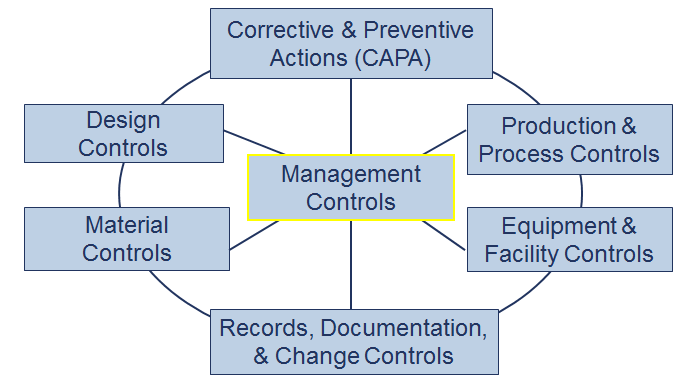 Corrective & Preventive
Actions (CAPA)
Design
Controls
Production &
Process Controls
Management
Controls
Material
Controls
Equipment &
Facility Controls
Records, Documentation,
& Change Controls